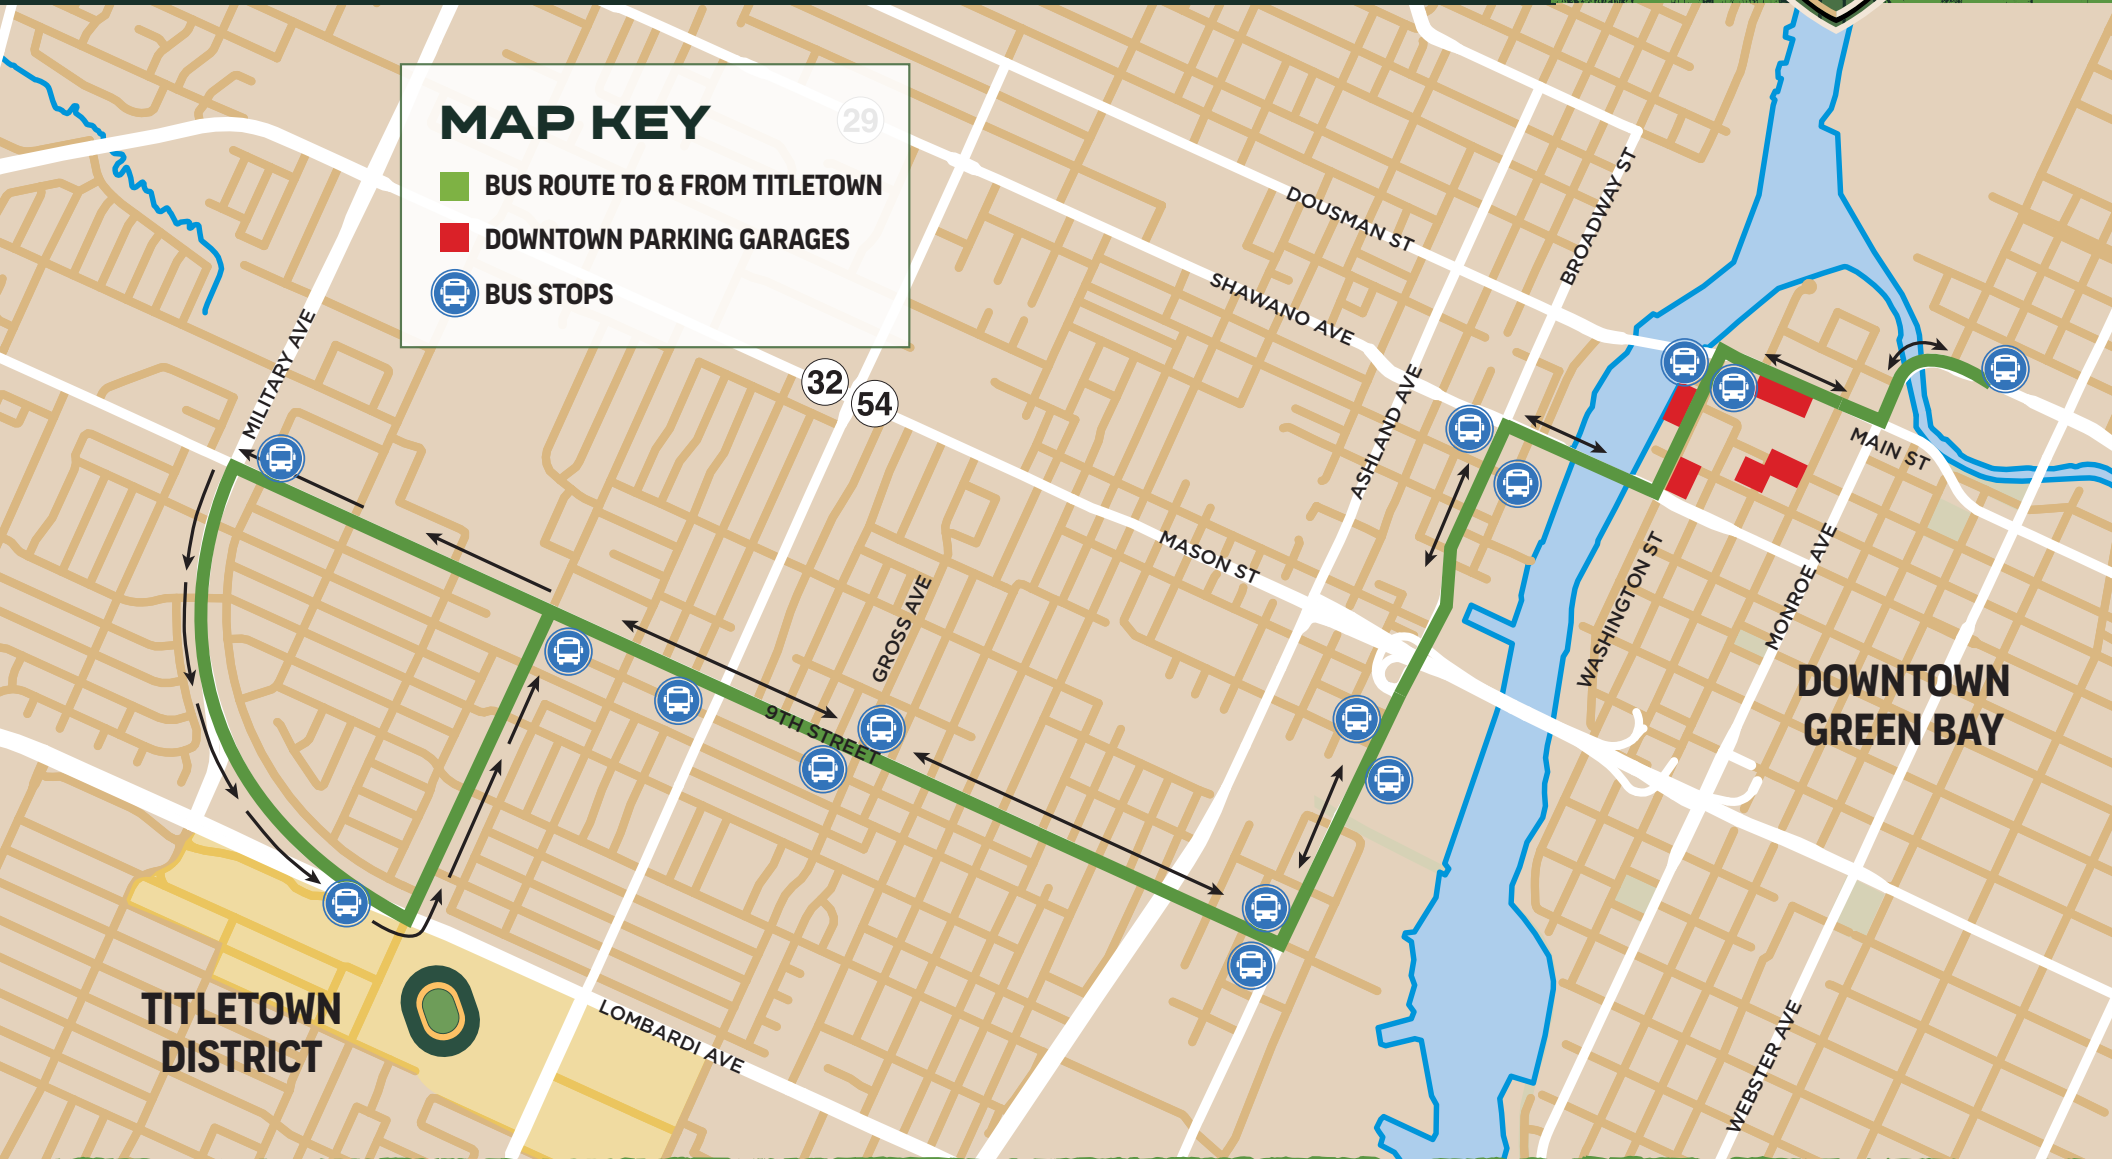 MAP KEY
29
BUS ROUTE TO & FROM TITLETOWN
DOWNTOWN PARKING GARAGES
BUS STOPS
DOUSMAN ST
BROADWAY ST
SHAWANO AVE
MILITARY AVE
32
54
ASHLAND AVE
MAIN ST
MASON ST
WASHINGTON ST
MONROE AVE
GROSS AVE
9TH STREET
DOWNTOWN
GREEN BAY
TITLETOWN
DISTRICT
LOMBARDI AVE
WEBSTER AVE